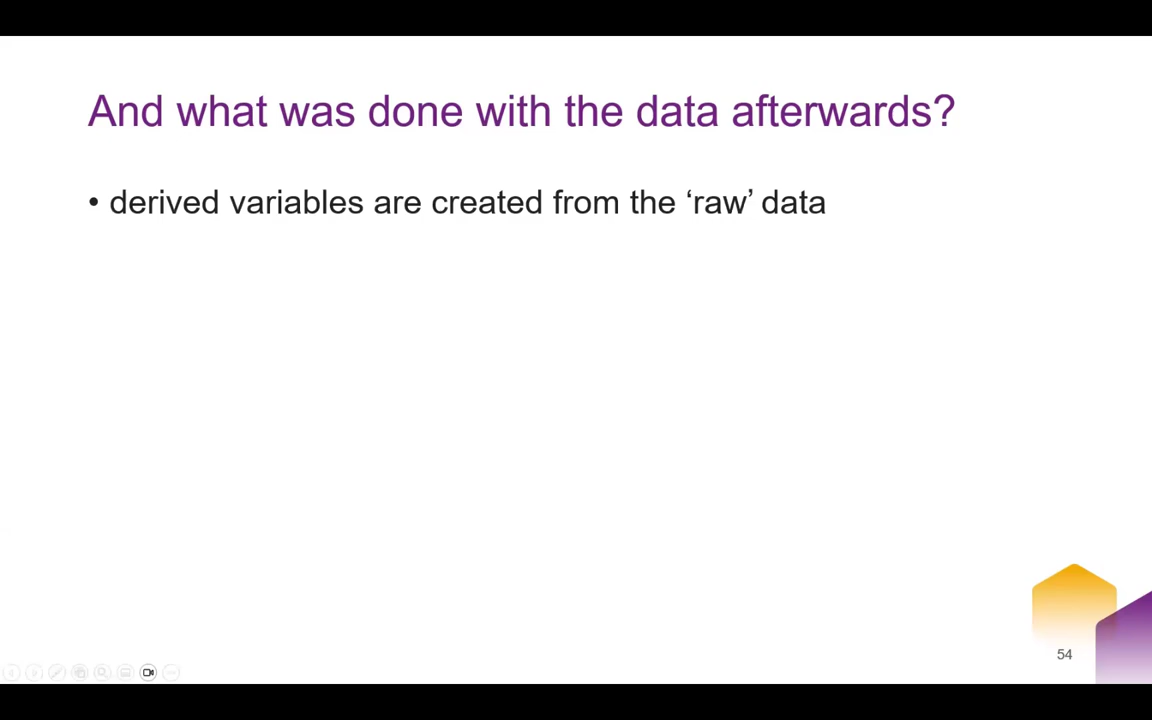 And what was done with the data afterwards?
• derived variables are created from the ‘raw’ data
54